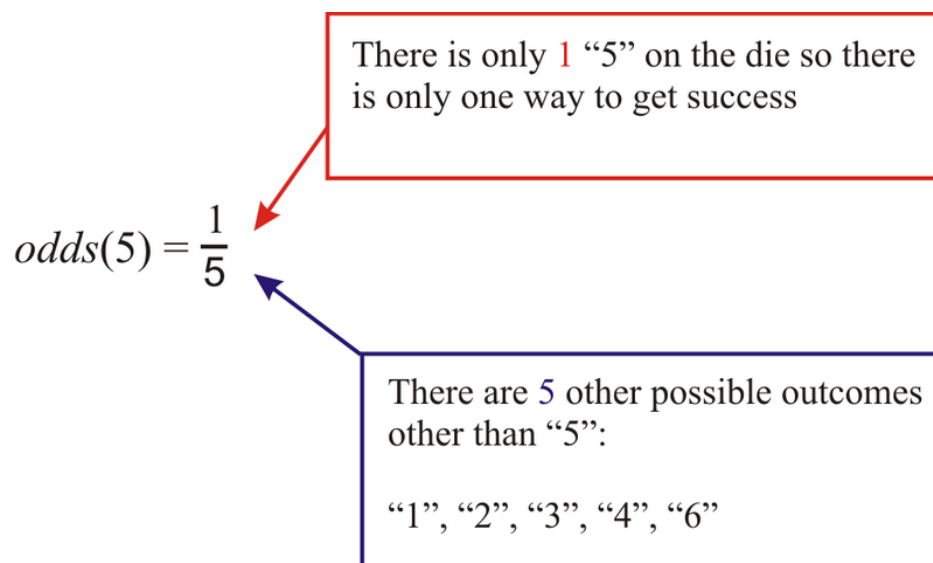 There is only 1 “5” on the die so there
is only one way to get success
odds(5) = 1/5
There are 5 other possible outcomes
other than “5”:
“1”, “2”, “3”, “4”, “6”